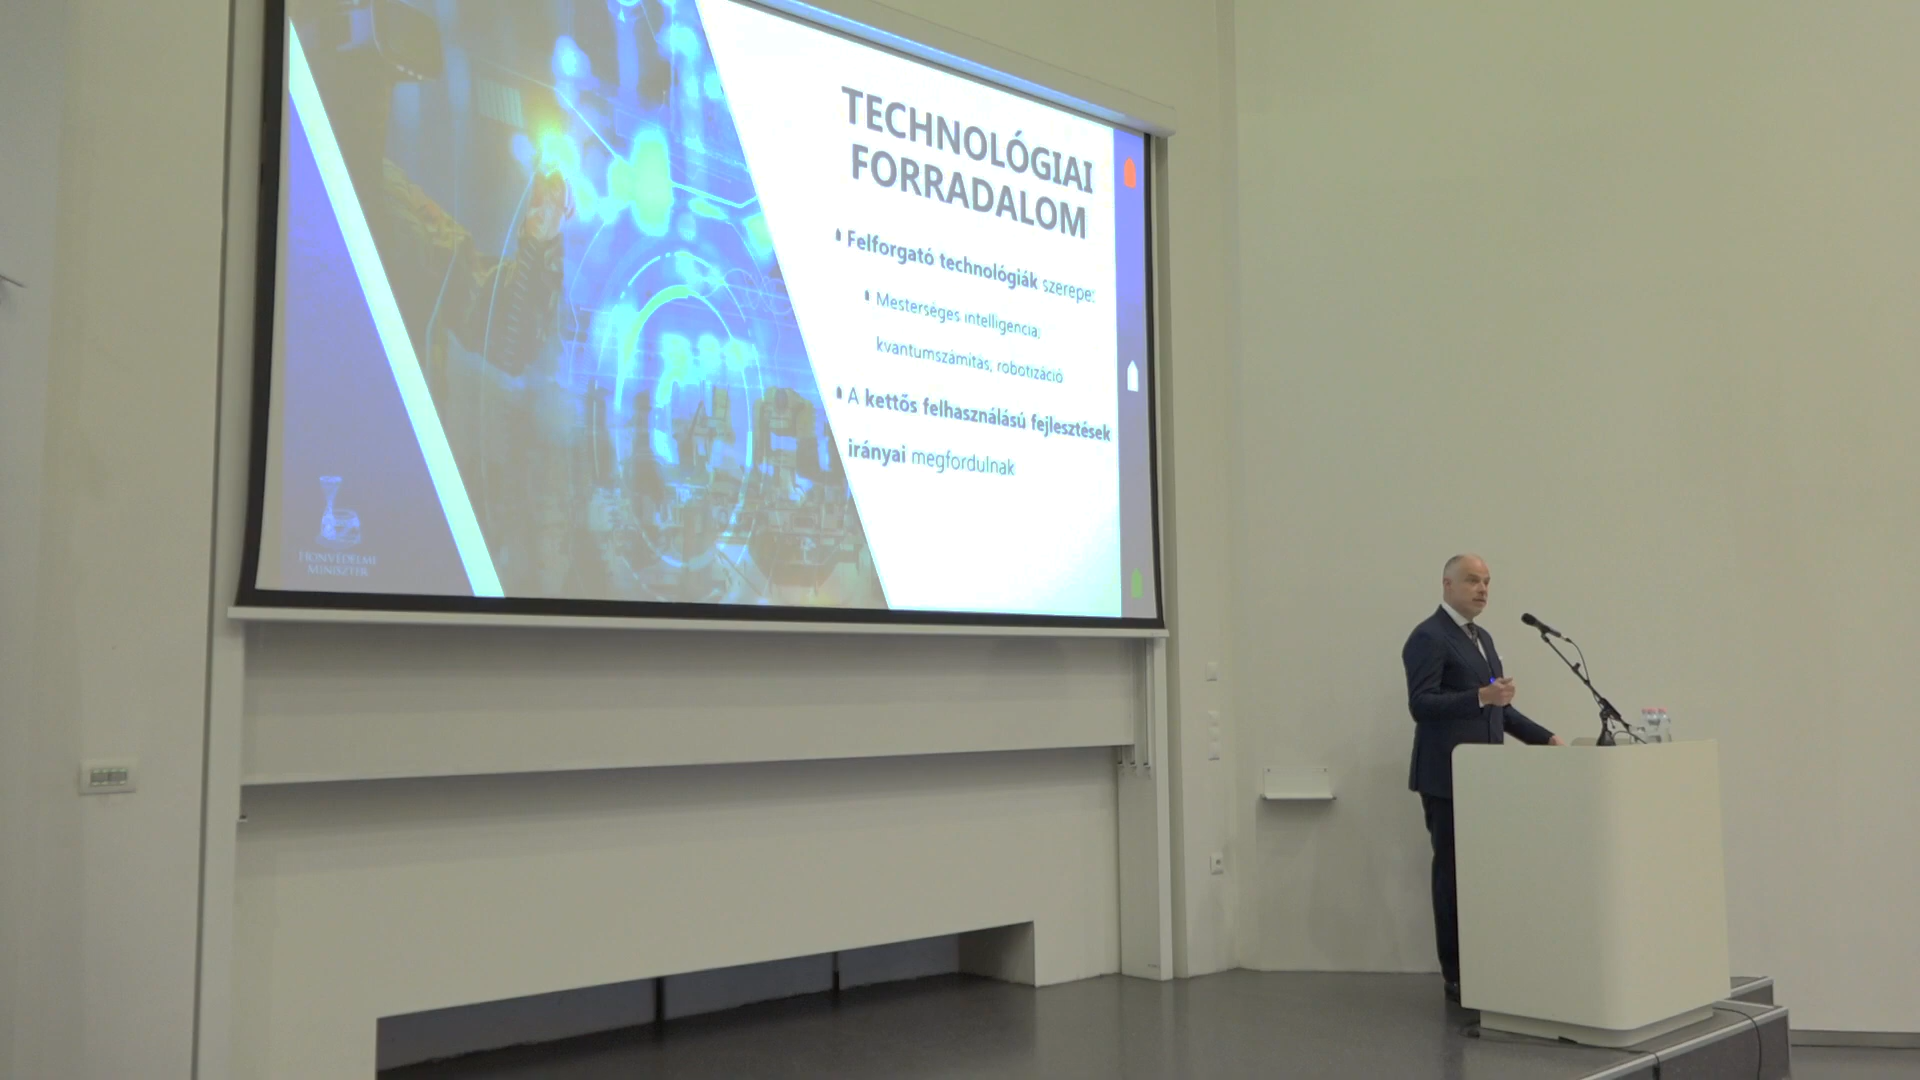 TECHNOLÓGIAI
FORRADALOM
Felforgató technológiák szerepe:
Mesterséges intelligencia;
kvantumszámítás; robotizáció
A kettős felhasználású fejlesztések
irányai megfordulnak
HONVÉDELMI
MINISZTER